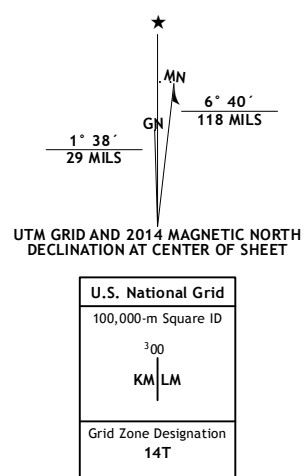 ★
MN
GN
6° 40´
118 MILS
1° 38´
29 MILS
UTM GRID AND 2014 MAGNETIC NORTH
DECLINATION AT CENTER OF SHEET
U.S. National Grid
100,000-m Square ID
³00
KM LM
Grid Zone Designation
14T